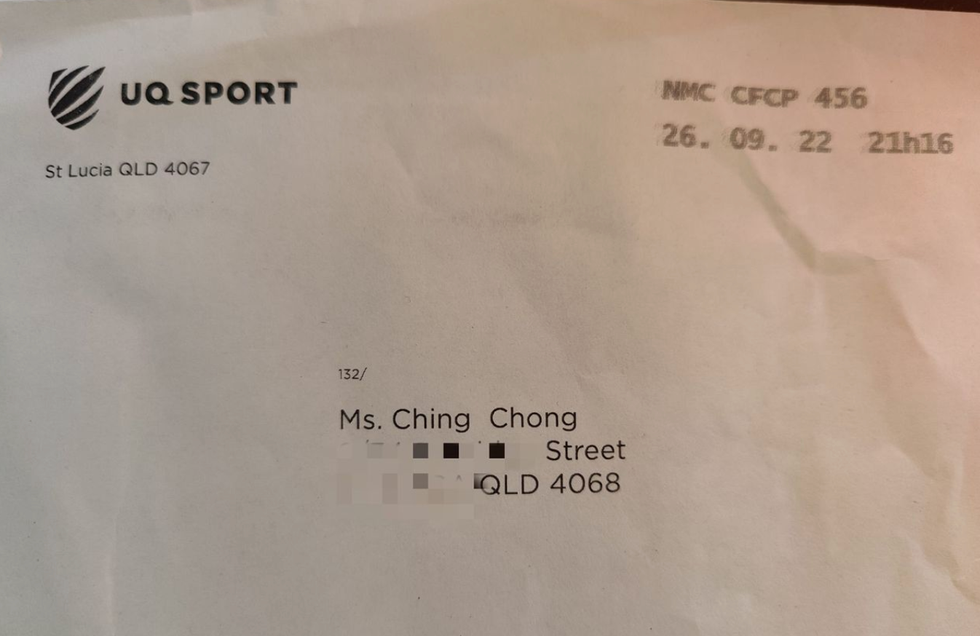 UQ SPORT
St Lucia QLD 4067
NMC CFCP 456
26. 09. 22 21h16
132/
Ms. Ching Chong
Street
QLD 4068